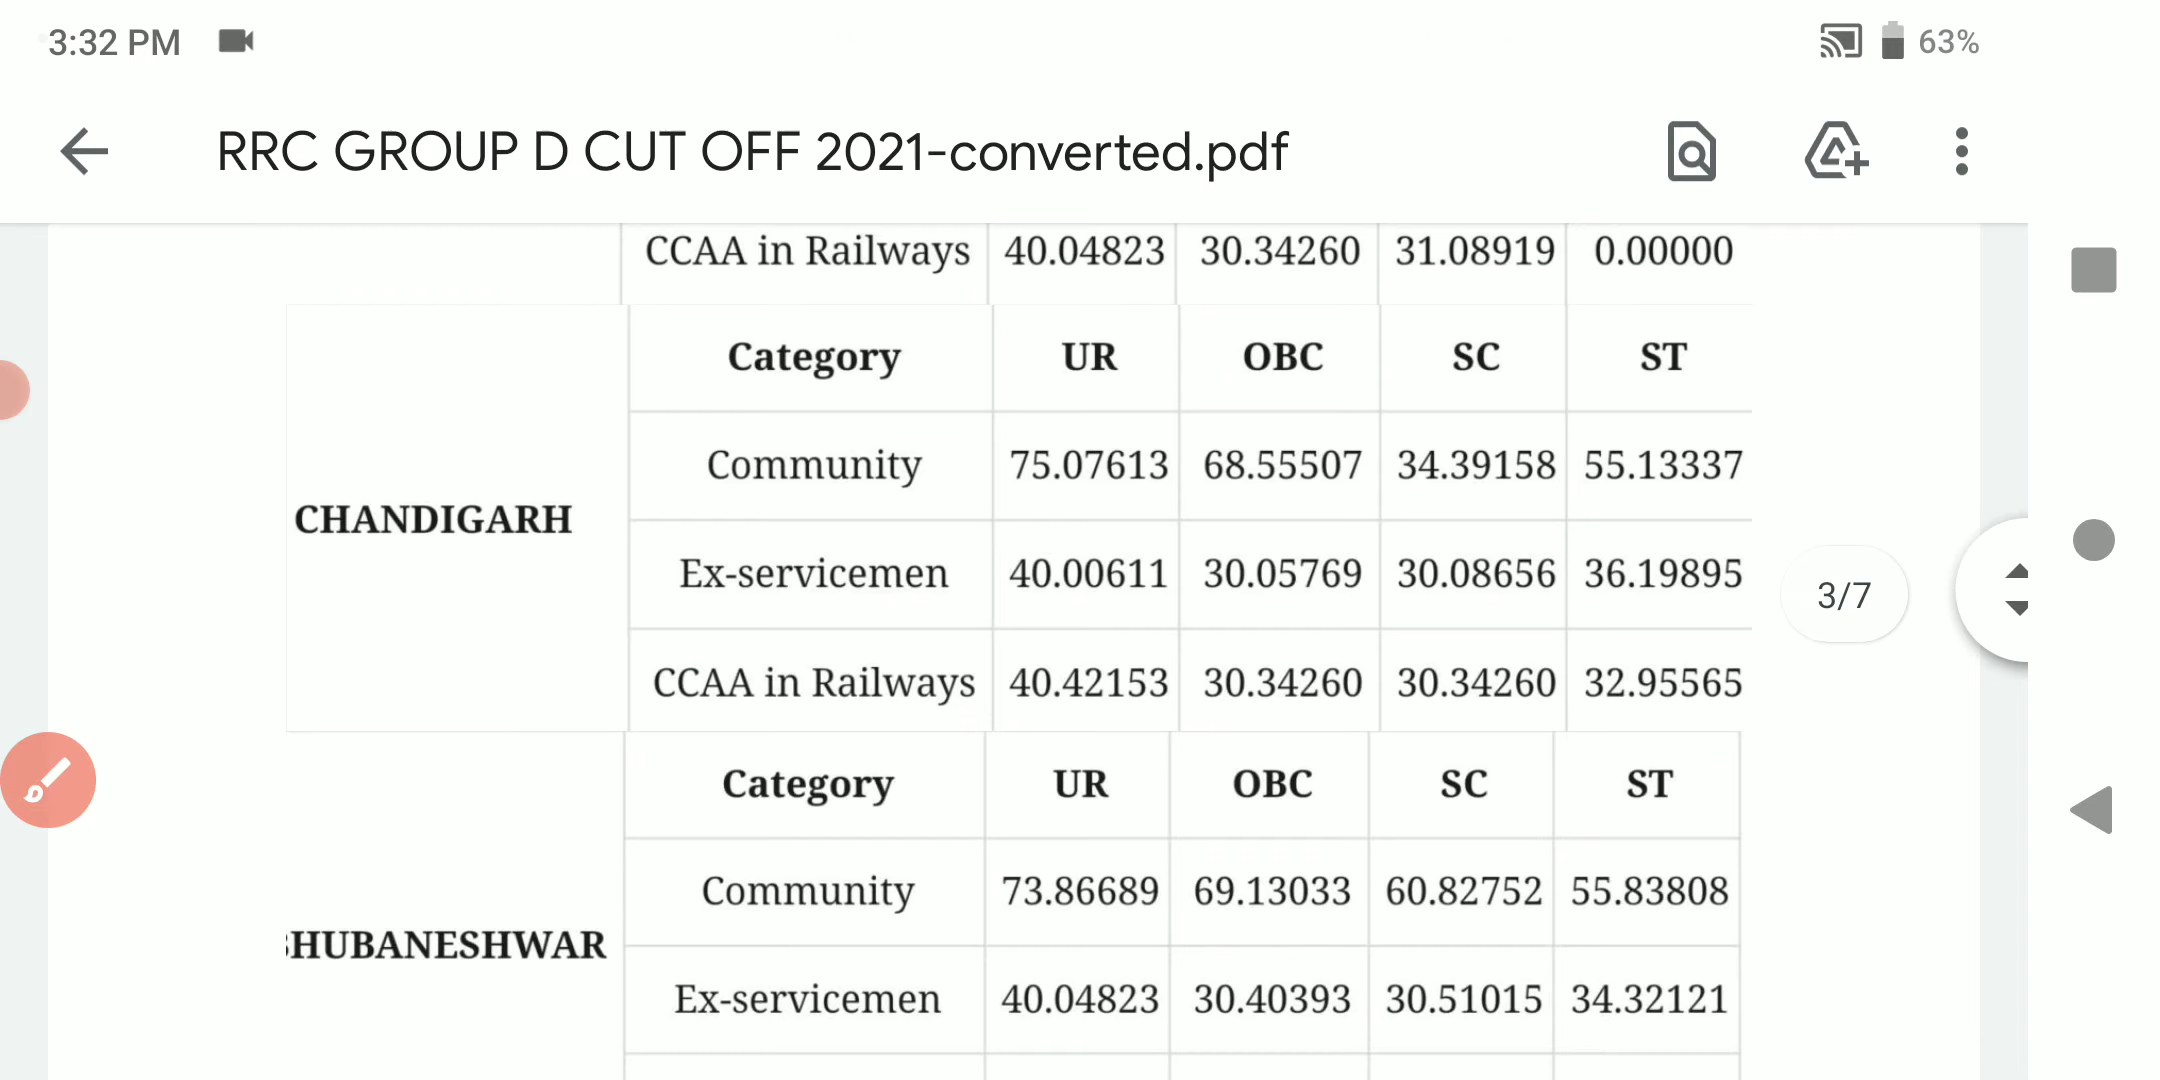 3:32 PM 63%
RRC GROUP D CUT OFF 2021-converted.pdf
CCAA in Railways 40.04823 30.34260 31.08919 0.00000
Category UR OBC SC ST
Community 75.07613 68.55507 34.39158 55.13337
CHANDIGARH
Ex-servicemen 40.00611 30.05769 30.08656 36.19895
3/7
CCAA in Railways 40.42153 30.34260 30.34260 32.95565
Category UR OBC SC ST
Community 73.86689 69.13033 60.82752 55.83808
BHUBANESHWAR
Ex-servicemen 40.04823 30.40393 30.51015 34.32121